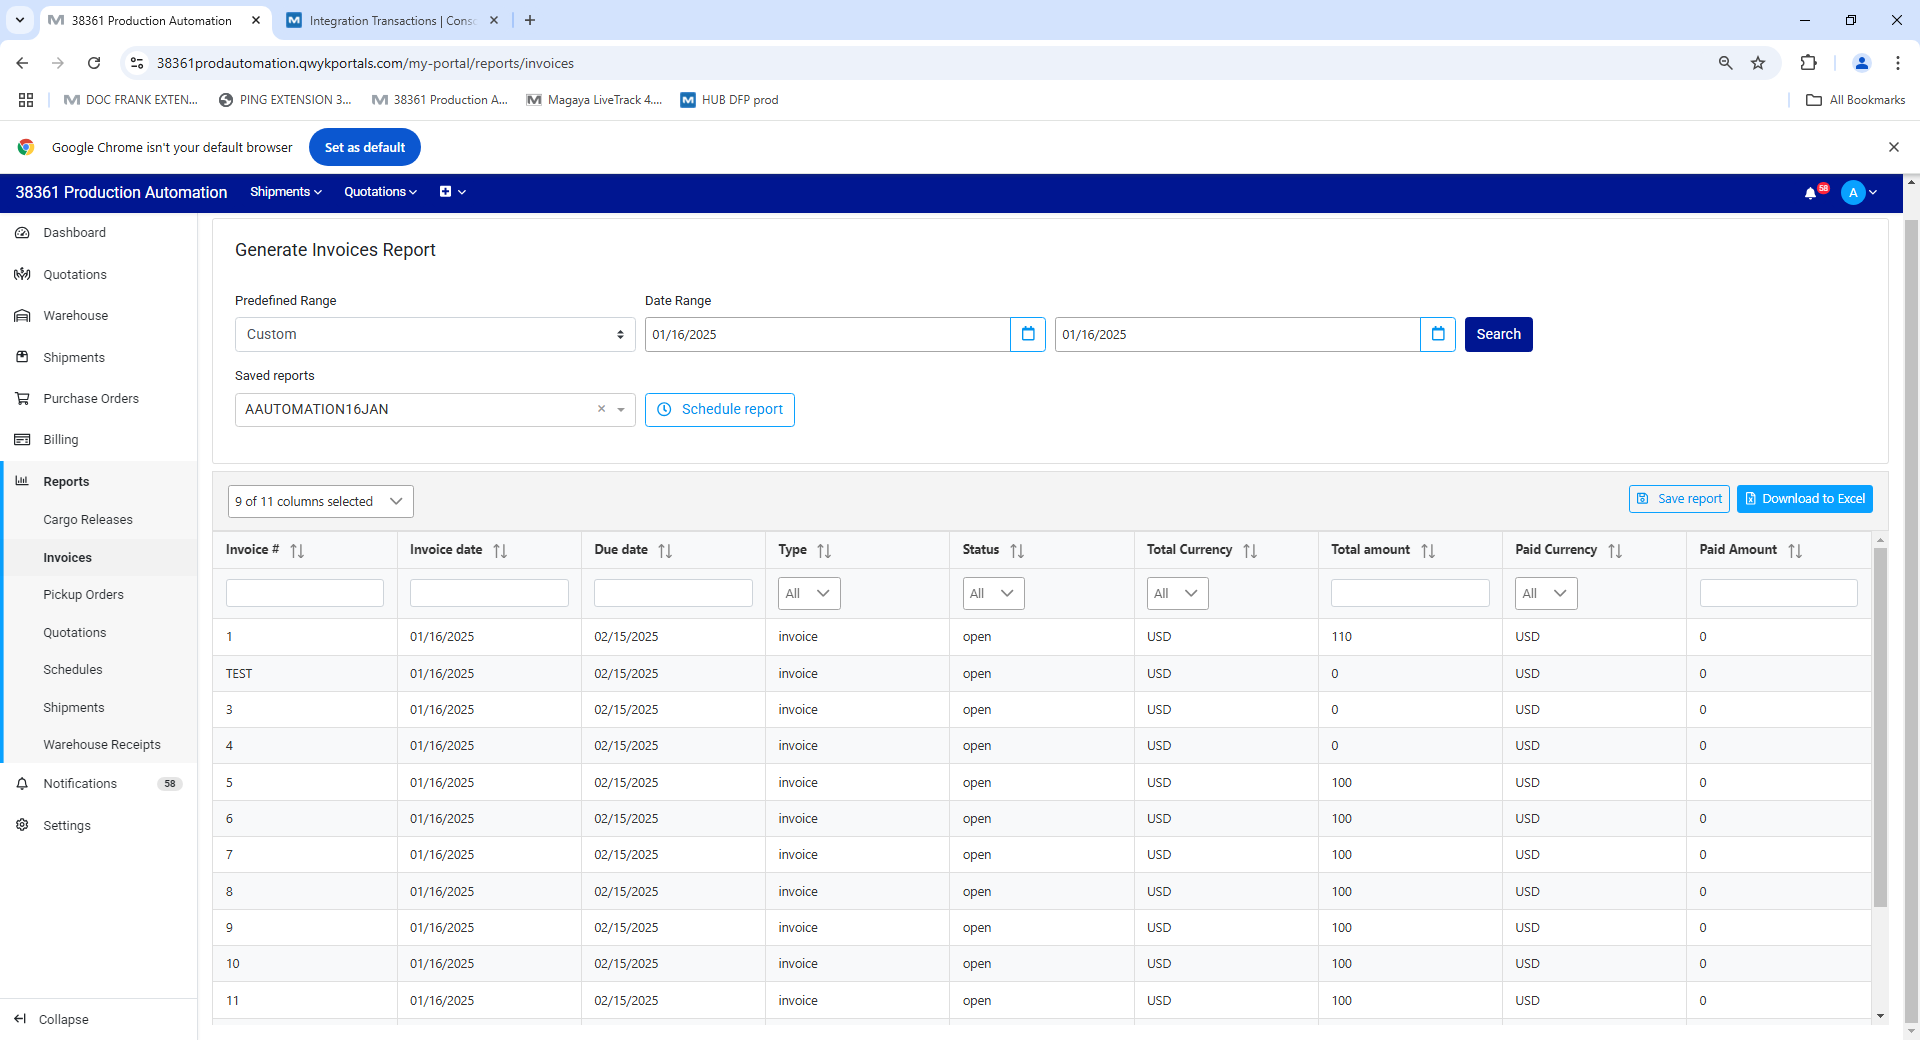 38361 Production Automation
Integration Transactions | Conso
38361prodautomation.qwykportals.com/my-portal/reports/invoices
DOC FRANK EXTEN...
PING EXTENSION 3...
38361 Production A...
Magaya LiveTrack 4....
HUB DFP prod
All Bookmarks
Google Chrome isn't your default browser
Set as default
38361 Production Automation
Shipments
Quotations
58
A
Dashboard
Quotations
Warehouse
Shipments
Purchase Orders
Billing
Reports
Cargo Releases
Invoices
Pickup Orders
Quotations
Schedules
Shipments
Warehouse Receipts
Notifications 58
Settings
Collapse
Generate Invoices Report
Predefined Range
Date Range
Custom
01/16/2025
01/16/2025
Search
Saved reports
AAUTOMATION16JAN
Schedule report
9 of 11 columns selected
Save report
Download to Excel
Invoice # Invoice date Due date Type Status Total Currency Total amount Paid Currency Paid Amount
All All All All
1 01/16/2025 02/15/2025 invoice open USD 110 USD 0
TEST 01/16/2025 02/15/2025 invoice open USD 0 USD 0
3 01/16/2025 02/15/2025 invoice open USD 0 USD 0
4 01/16/2025 02/15/2025 invoice open USD 0 USD 0
5 01/16/2025 02/15/2025 invoice open USD 100 USD 0
6 01/16/2025 02/15/2025 invoice open USD 100 USD 0
7 01/16/2025 02/15/2025 invoice open USD 100 USD 0
8 01/16/2025 02/15/2025 invoice open USD 100 USD 0
9 01/16/2025 02/15/2025 invoice open USD 100 USD 0
10 01/16/2025 02/15/2025 invoice open USD 100 USD 0
11 01/16/2025 02/15/2025 invoice open USD 100 USD 0